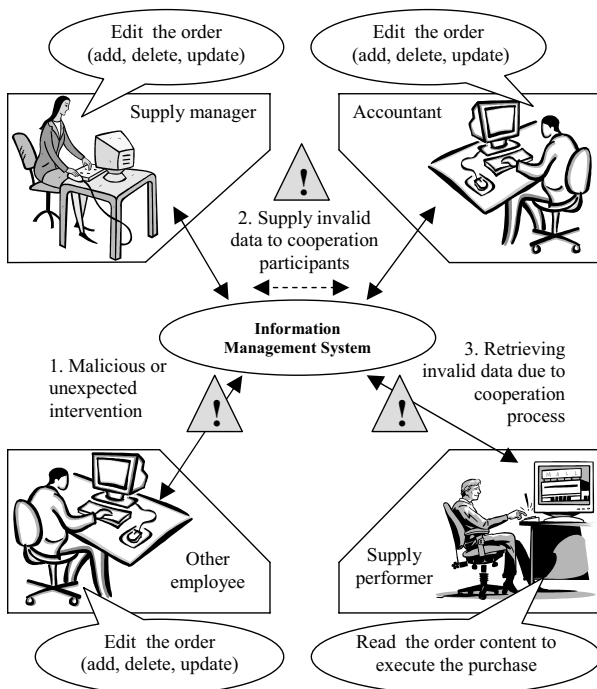 Edit the order
(add, delete, update)
Edit the order
(add, delete, update)
Supply manager
Accountant
!
2. Supply invalid
data to cooperation
participants
Information
Management System
1. Malicious or
unexpected
intervention
!
3. Retrieving
invalid data due to
cooperation
process
!
Other
employee
Supply
performer
Edit the order
(add, delete, update)
Read the order content to
execute the purchase